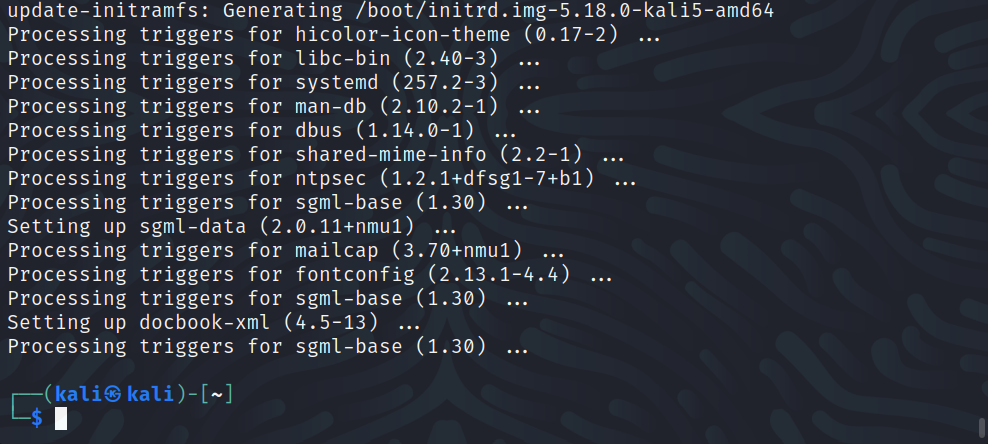 update-initramfs: Generating /boot/initrd.img-5.18.0-kali5-amd64
Processing triggers for hicolor-icon-theme (0.17-2) ...
Processing triggers for libc-bin (2.40-3) ...
Processing triggers for systemd (257.2-3) ...
Processing triggers for man-db (2.10.2-1) ...
Processing triggers for dbus (1.14.0-1) ...
Processing triggers for shared-mime-info (2.2-1) ...
Processing triggers for ntpsec (1.2.1+dfsg1-7+b1) ...
Processing triggers for sgml-base (1.30) ...
Setting up sgml-data (2.0.11+nmu1) ...
Processing triggers for mailcap (3.70+nmu1) ...
Processing triggers for fontconfig (2.13.1-4.4) ...
Processing triggers for sgml-base (1.30) ...
Setting up docbook-xml (4.5-13) ...
Processing triggers for sgml-base (1.30) ...
┌──(kali㉿kali)-[~]
└─$